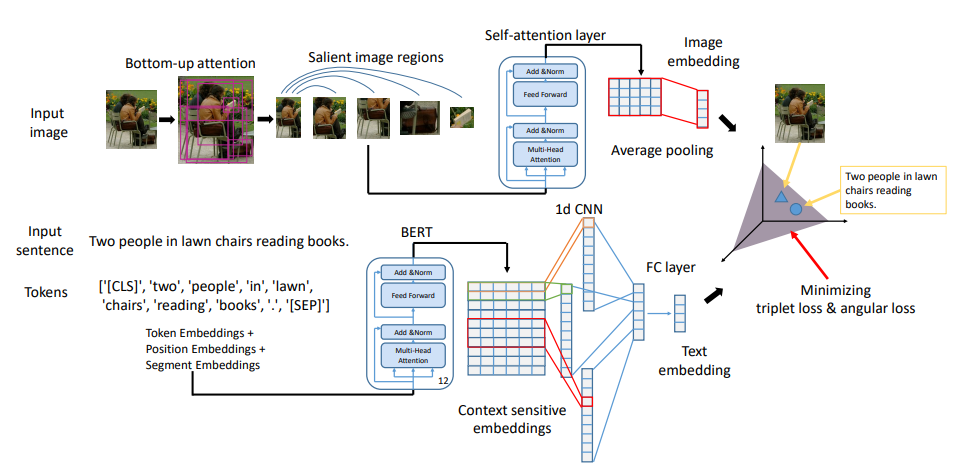 Self-attention layer
Image
embedding
Bottom-up attention
Salient image regions
Add &Norm
Feed Forward
Add &Norm
Multi-Head
Attention
Input
image
Average pooling
Two people in lawn
chairs reading
books.
Minimizing
triplet loss & angular loss
Input
sentence
Two people in lawn chairs reading books.
Tokens
['[CLS]', 'two', 'people', 'in', 'lawn',
'chairs', 'reading', 'books', '.', '[SEP]']
Token Embeddings +
Position Embeddings +
Segment Embeddings
BERT
Add &Norm
Feed Forward
Add &Norm
Multi-Head
Attention
12
1d CNN
FC layer
Context sensitive
embeddings
Text
embedding